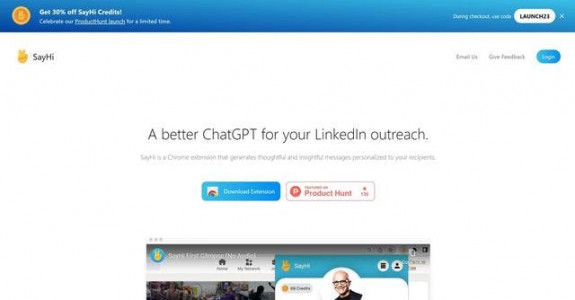 Get 30% off SayHi Credits!
Celebrate our ProductHunt launch for a limited time.
During checkout, use code LAUNCH23
SayHi
Email Us Give Feedback Login
A better ChatGPT for your LinkedIn outreach.
SayHi is a Chrome extension that generates thoughtful and insightful messages personalized to your recipients.
Download Extension
FEATURED ON
Product Hunt
SayHi First Glimpse (No Audio)
SayHi
Home My Network
Credits